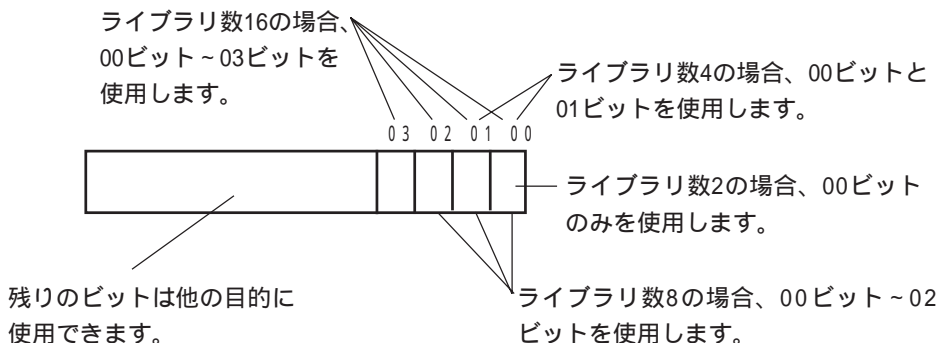 ライブラリ数16の場合、
00ビット~03ビットを
使用します。
ライブラリ数4の場合、00ビットと
01ビットを使用します。
03 02 01 00
ライブラリ数2の場合、00ビット
のみを使用します。
残りのビットは他の目的に
使用できます。
ライブラリ数8の場合、00ビット~02
ビットを使用します。